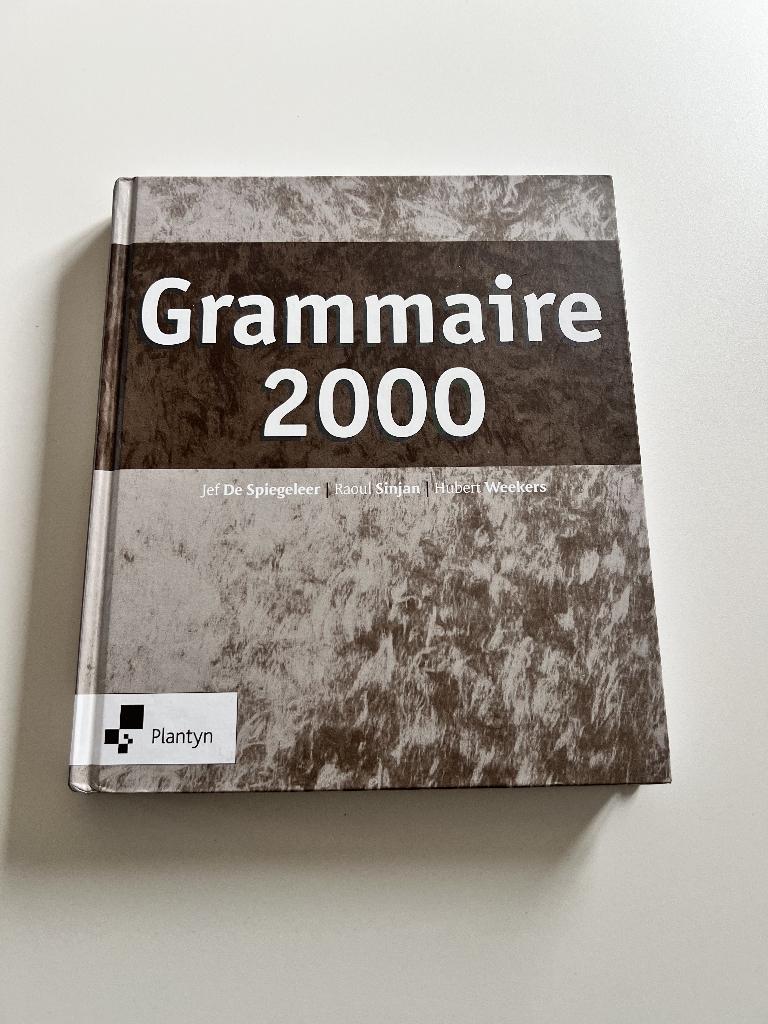 Grammaire
2000
Jef De Spiegeleer | Raoul Sinjan | Hubert Weekers
Plantyn